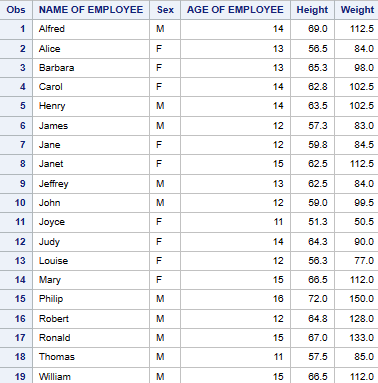 Obs NAME OF EMPLOYEE Sex AGE OF EMPLOYEE Height Weight
1 Alfred M 14 69.0 112.5
2 Alice F 13 56.5 84.0
3 Barbara F 13 65.3 98.0
4 Carol F 14 62.8 102.5
5 Henry M 14 63.5 102.5
6 James M 12 57.3 83.0
7 Jane F 12 59.8 84.5
8 Janet F 15 62.5 112.5
9 Jeffrey M 13 62.5 84.0
10 John M 12 59.0 99.5
11 Joyce F 11 51.3 50.5
12 Judy F 14 64.3 90.0
13 Louise F 12 56.3 77.0
14 Mary F 15 66.5 112.0
15 Philip M 16 72.0 150.0
16 Robert M 12 64.8 128.0
17 Ronald M 15 67.0 133.0
18 Thomas M 11 57.5 85.0
19 William M 15 66.5 112.0